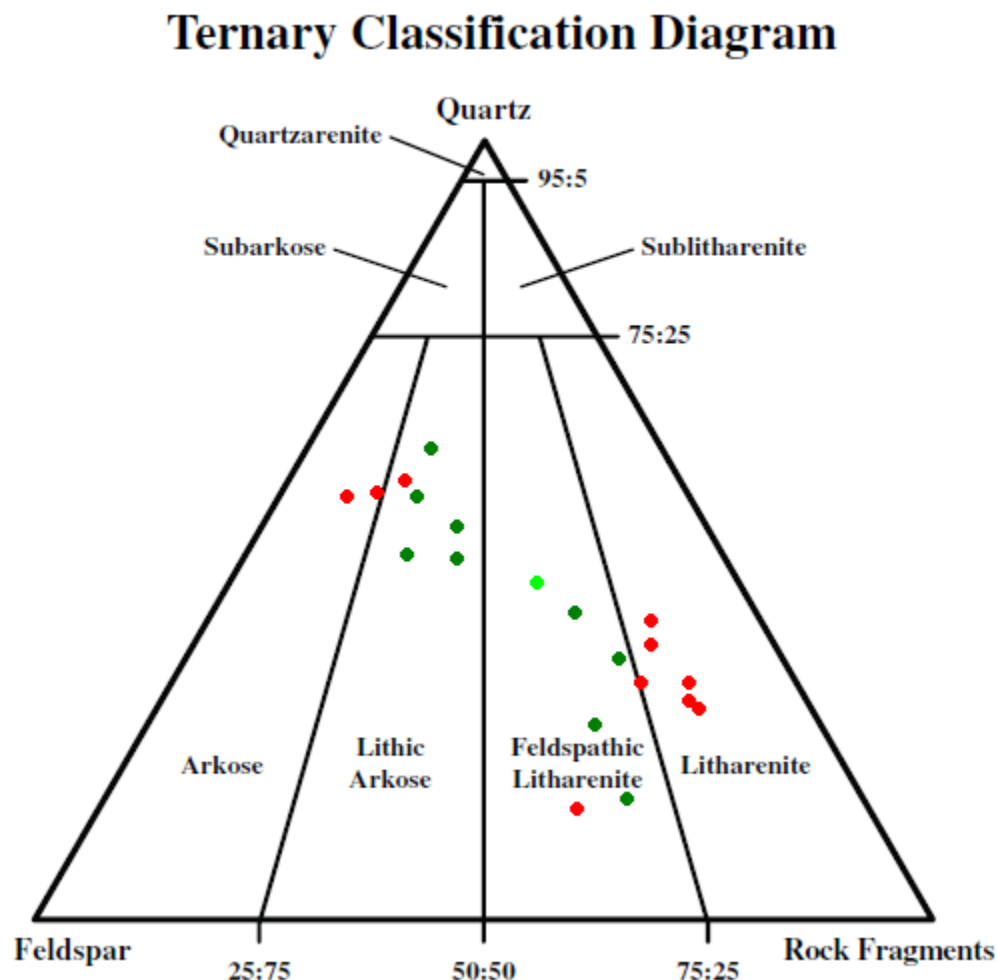 Ternary Classification Diagram
Quartz
Quartzarenite
95:5
Subarkose
Sublitharenite
75:25
Arkose
Lithic
Arkose
Feldspathic
Litharenite
Litharenite
Feldspar
Rock Fragments
25:75
50:50
75:25